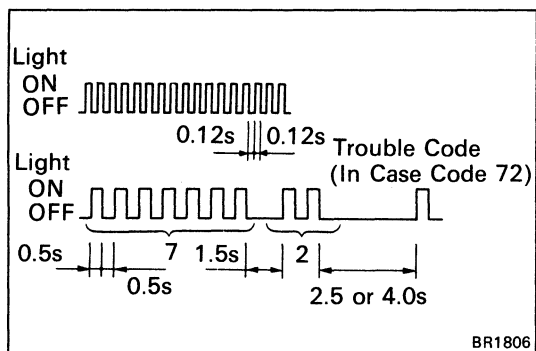 Light
ON
OFF
0.12s 0.12s
Light
ON
OFF
Trouble Code
(In Case Code 72)
0.5s 7 1.5s 2
0.5s
2.5 or 4.0s
BR1806